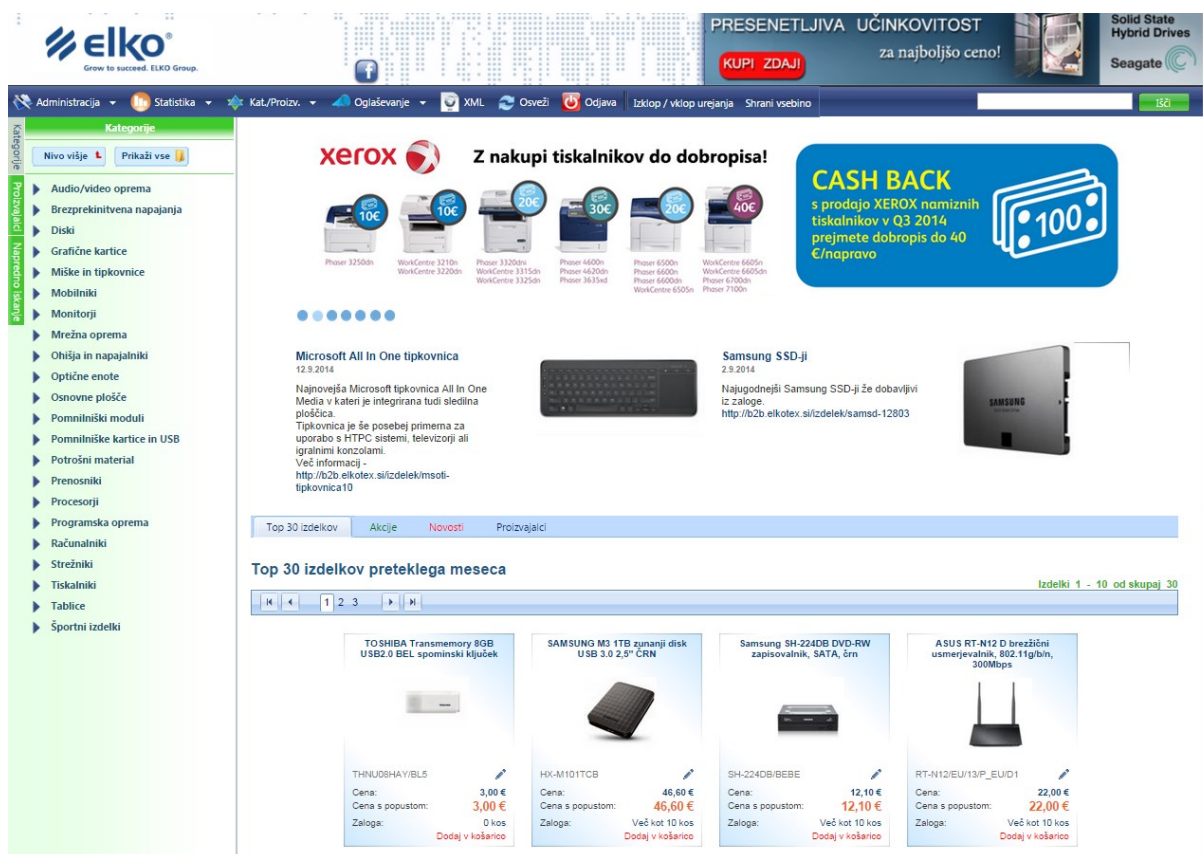 elko®
Grow to succeed. ELKO Group.
PRESENETLJIVA UČINKOVITOST
za najboljšo ceno!
KUPI ZDAJ!
Solid State
Hybrid Drives
Seagate
Administracija Statistika Kat./Proizv. Oglaševanje XML Osveži Odjava Izklop / vklop urejanja Shrani vsebino Išči
Kategorije
Proizvajalci
Napredno iskanje
Kategorije
Nivo višje Prikaži vse
Audio/video oprema
Brezprekinitvena napajanja
Diski
Grafične kartice
Miške in tipkovnice
Mobilniki
Monitorji
Mrežna oprema
Ohišja in napajalniki
Optične enote
Osnovne plošče
Pomnilniški moduli
Pomnilniške kartice in USB
Potrošni material
Prenosniki
Procesorji
Programska oprema
Računalniki
Strežniki
Tiskalniki
Tablice
Športni izdelki
xerox
Z nakupi tiskalnikov do dobropisa!
10€ 10€ 20€ 30€ 20€ 40€
Phaser 3250dn
WorkCentre 3210n
WorkCentre 3220dn
Phaser 3320dni
WorkCentre 3315dn
WorkCentre 3325dn
Phaser 4600n
Phaser 4620dn
Phaser 3635xd
Phaser 6500n
Phaser 6600n
Phaser 6600dn
WorkCentre 6505n
WorkCentre 6605n
WorkCentre 6605dn
Phaser 6700dn
Phaser 7100n
CASH BACK
s prodajo XEROX namiznih
tiskalnikov v Q3 2014
prejmete dobropis do 40
€/napravo
100
Microsoft All In One tipkovnica
12.9.2014
Najnovejša Microsoft tipkovnica All In One
Media v kateri je integrirana tudi sledilna
ploščica.
Tipkovnica je še posebej primerna za
uporabo s HTPC sistemi, televizorji ali
igralnimi konzolami.
Več informacij -
http://b2b.elkotex.si/izdelek/msoti-
tipkovnica10
Samsung SSD-ji
2.9.2014
Najugodnejši Samsung SSD-ji že dobavljivi
iz zaloge.
http://b2b.elkotex.si/izdelek/samsd-12803
SAMSUNG
Top 30 izdelkov Akcije Novosti Proizvajalci
Top 30 izdelkov preteklega meseca
Izdelki 1 - 10 od skupaj 30
1 2 3
TOSHIBA Transmemory 8GB
USB2.0 BEL spominski ključek
THNU08HAY/BL5
Cena: 3,00 €
Cena s popustom: 3,00 €
Zaloga: 0 kos
Dodaj v košarico
SAMSUNG M3 1TB zunanji disk
USB 3.0 2,5" ČRN
HX-M101TCB
Cena: 46,60 €
Cena s popustom: 46,60 €
Zaloga: Več kot 10 kos
Dodaj v košarico
Samsung SH-224DB DVD-RW
zapisovalnik, SATA, črn
SH-224DB/BEBE
Cena: 12,10 €
Cena s popustom: 12,10 €
Zaloga: Več kot 10 kos
Dodaj v košarico
ASUS RT-N12 D brezžični
usmerjevalnik, 802.11g/b/n,
300Mbps
RT-N12/EU/13/P_EU/D1
Cena: 22,00 €
Cena s popustom: 22,00 €
Zaloga: Več kot 10 kos
Dodaj v košarico